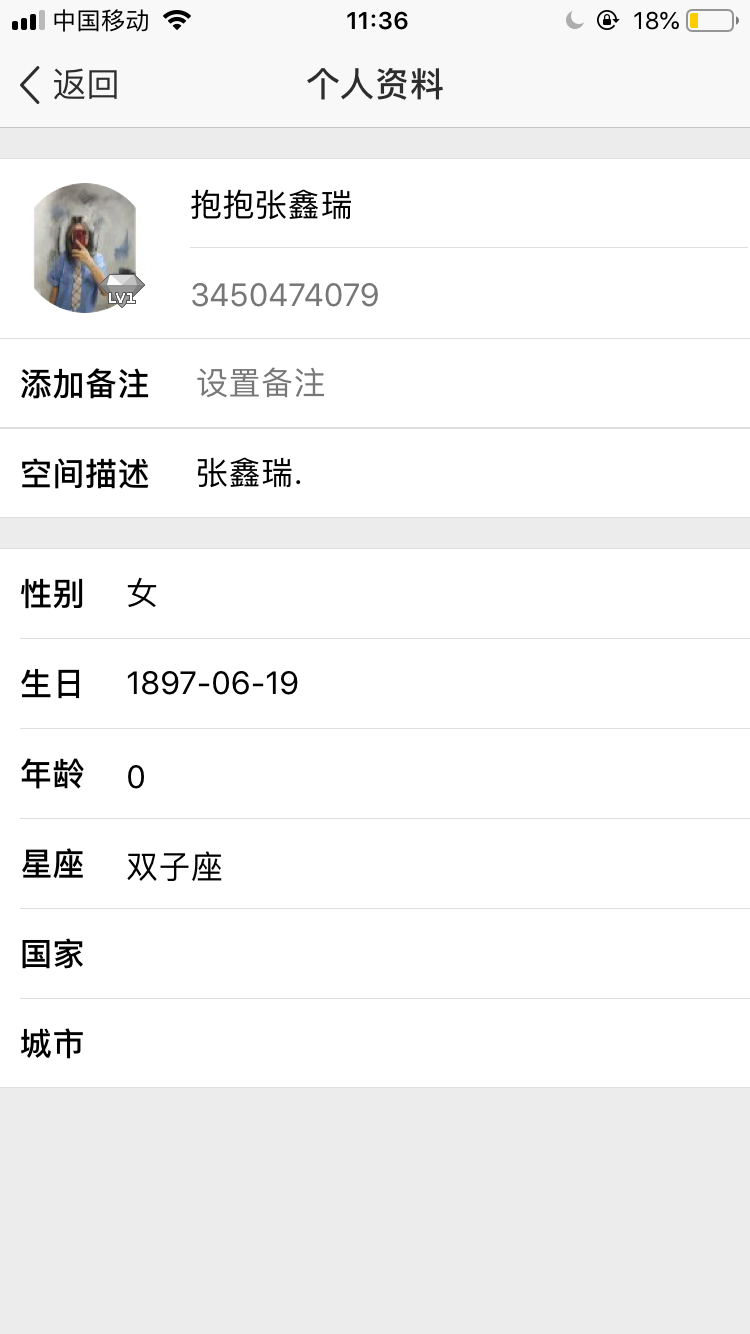 中国移动 11:36 18%
返回 个人资料
抱抱张鑫瑞
LV1
3450474079
添加备注 设置备注
空间描述 张鑫瑞.
性别 女
生日 1897-06-19
年龄 0
星座 双子座
国家
城市